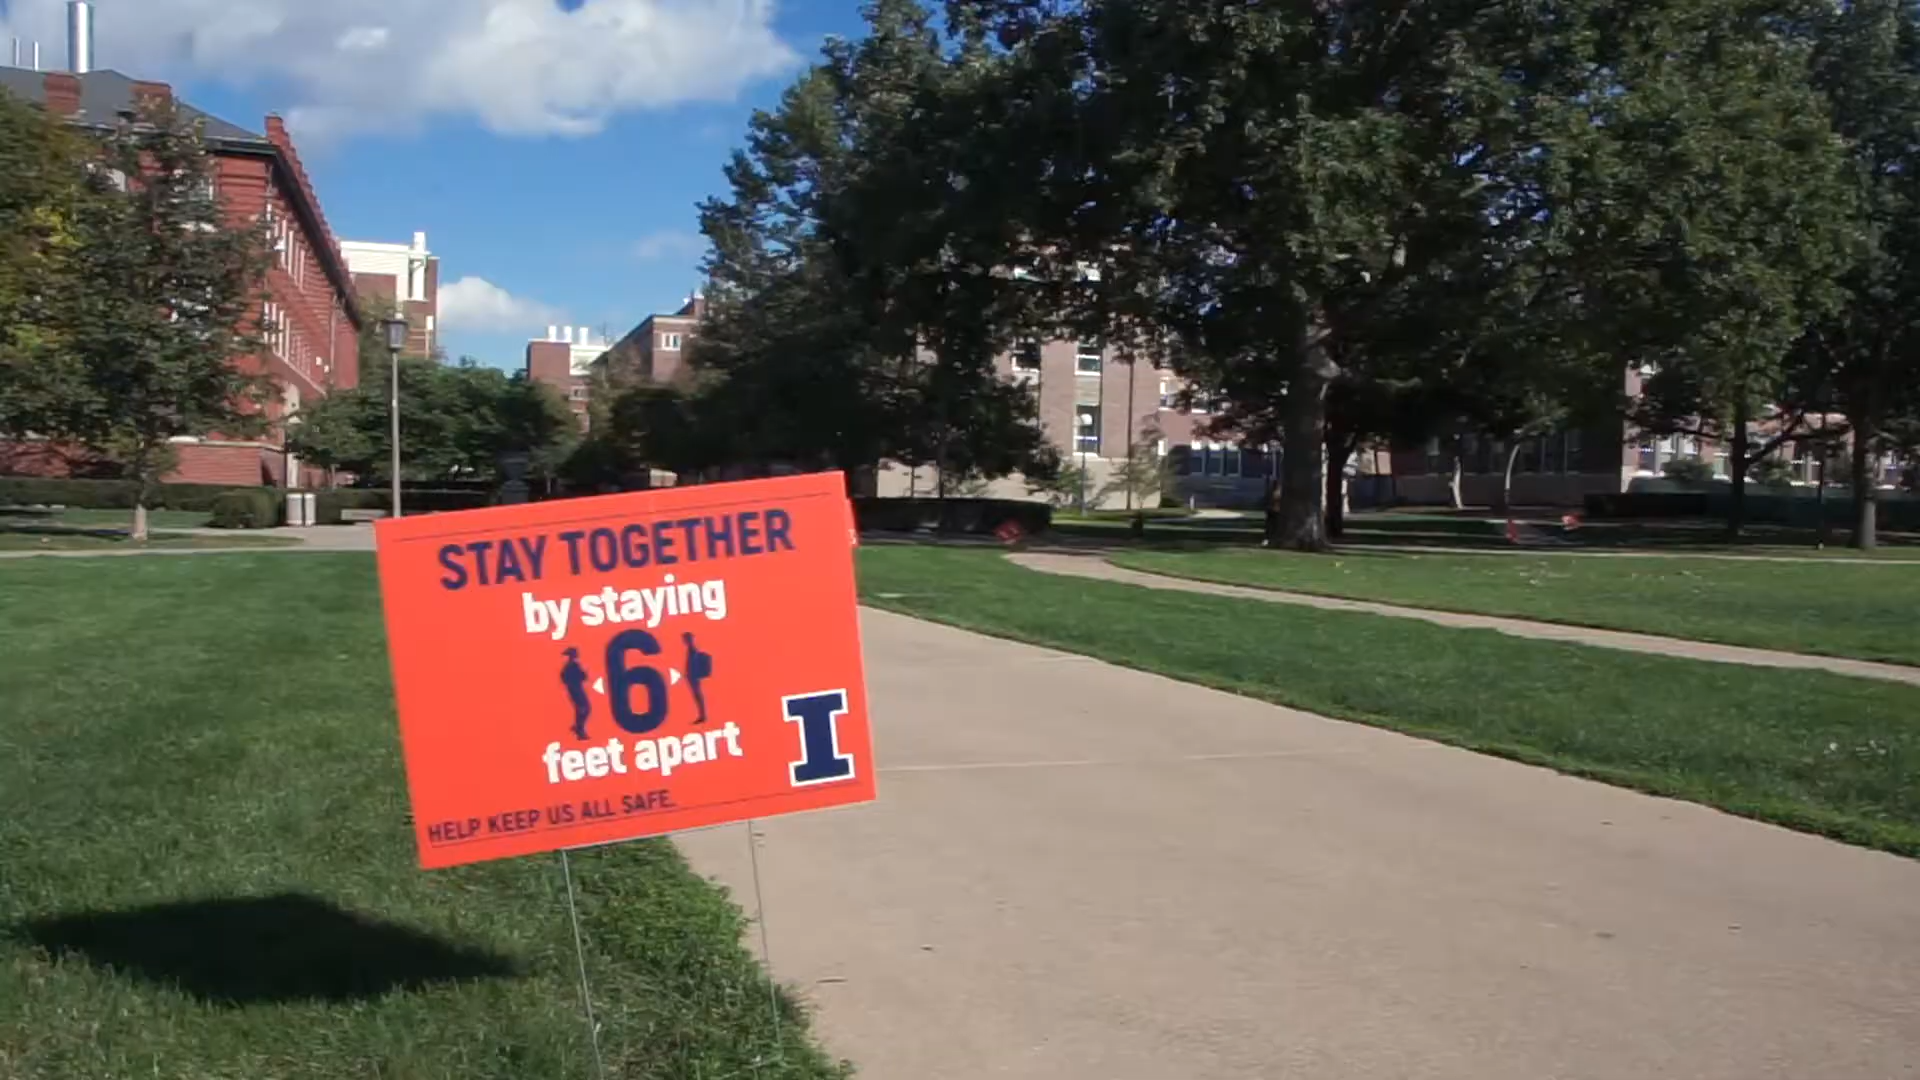 STAY TOGETHER
by staying
6
feet apart
I
HELP KEEP US ALL SAFE.